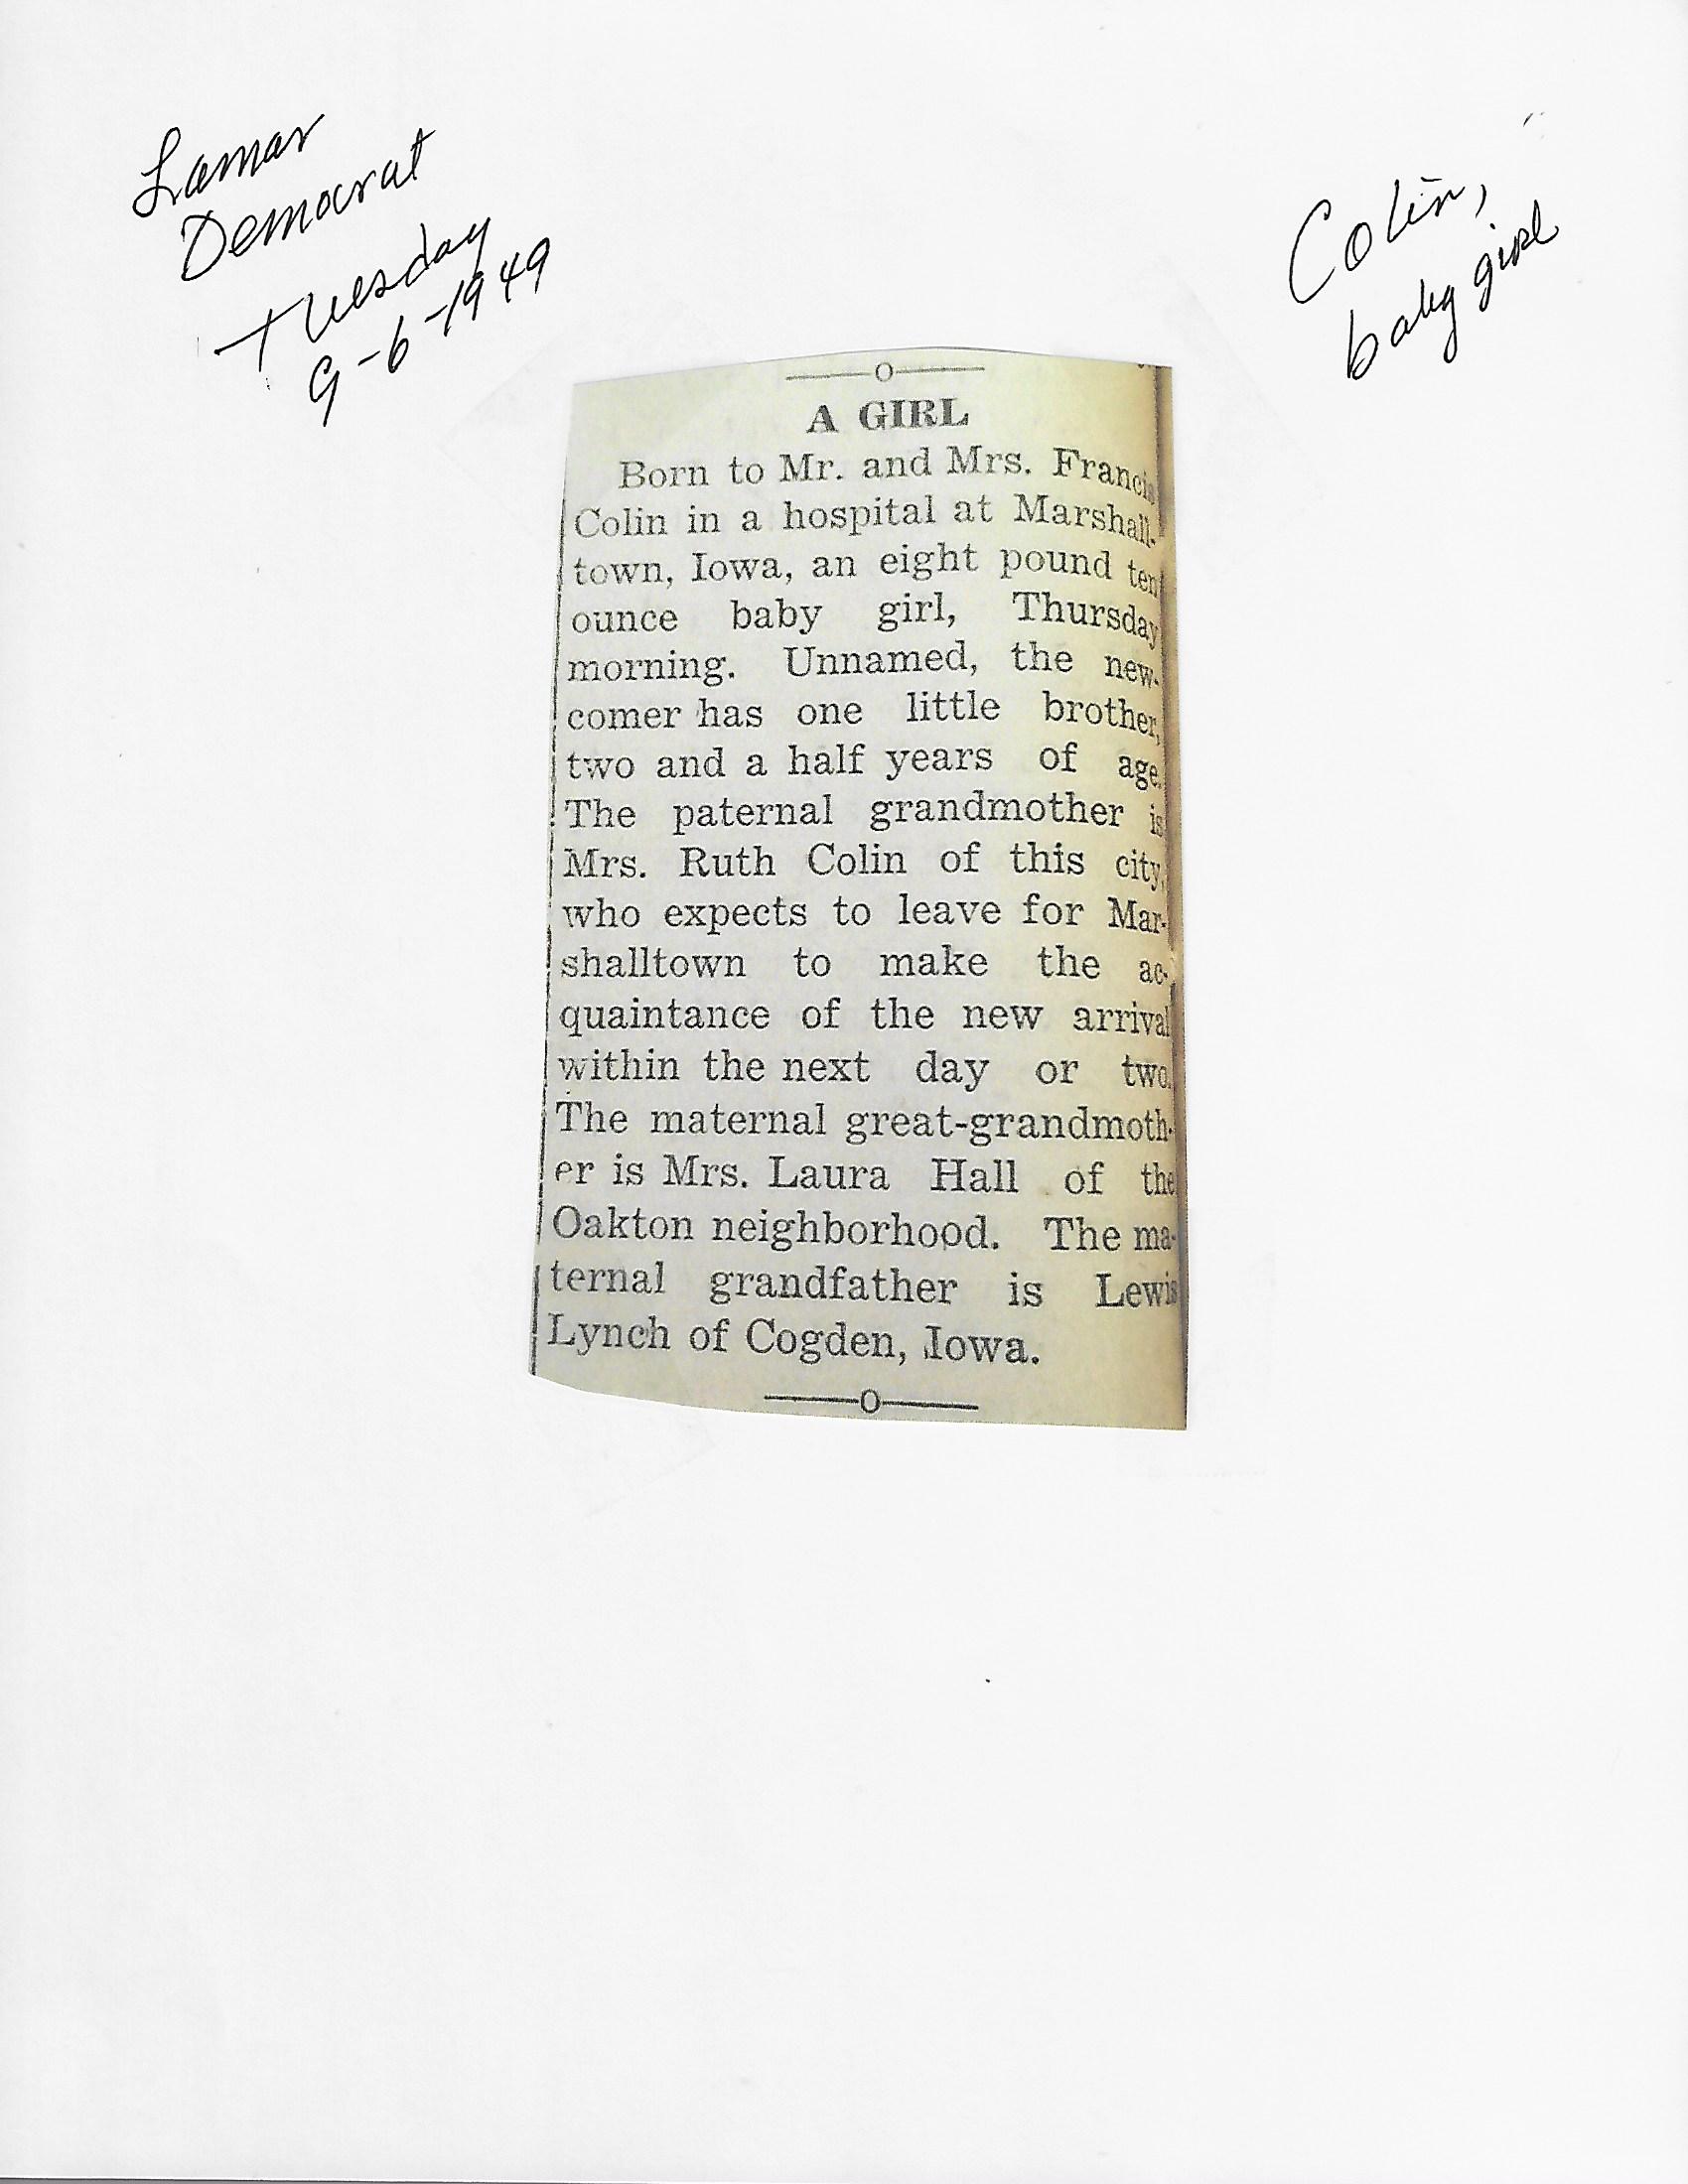 Lamar
Democrat
Tuesday
9-6-1949
Colin,
baby girl
A GIRL
Born to Mr. and Mrs. Francis
Colin in a hospital at Marshall-
town, Iowa, an eight pound ten
ounce baby girl, Thursday
morning. Unnamed, the new-
comer has one little brother,
two and a half years of age.
The paternal grandmother is
Mrs. Ruth Colin of this city,
who expects to leave for Mar-
shalltown to make the ac-
quaintance of the new arrival
within the next day or two.
The maternal great-grandmoth-
er is Mrs. Laura Hall of the
Oakton neighborhood. The ma-
ternal grandfather is Lewis
Lynch of Cogden, Iowa.